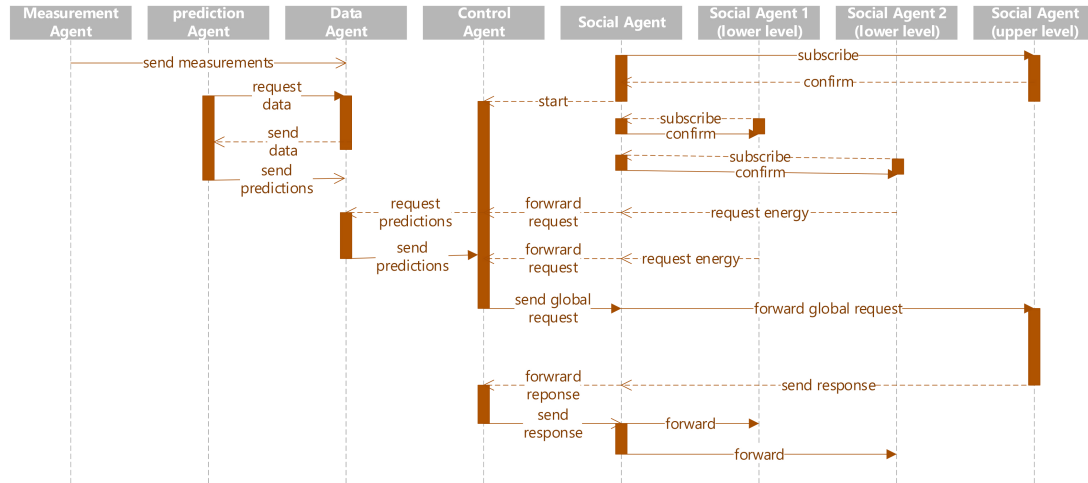 Measurement
Agent
prediction
Agent
Data
Agent
Control
Agent
Social Agent
Social Agent 1
(lower level)
Social Agent 2
(lower level)
Social Agent
(upper level)
subscribe
send measurements
confirm
request
data
start
subscribe
confirm
send
data
subscribe
confirm
send
predictions
request
predictions
forwrard
request
request energy
send
predictions
forwrard
request
request energy
send global
request
forward global request
forwrard
reponse
send response
send
response
forward
forward